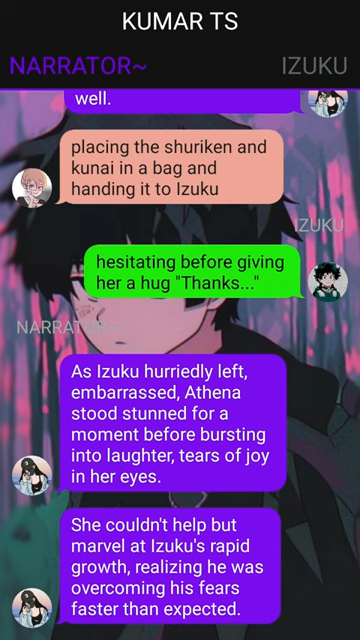 KUMAR TS
NARRATOR~
IZUKU
well.
placing the shuriken and
kunai in a bag and
handing it to Izuku
IZUKU
hesitating before giving
her a hug "Thanks..."
NARRATOR~
As Izuku hurriedly left,
embarrassed, Athena
stood stunned for a
moment before bursting
into laughter, tears of joy
in her eyes.
She couldn't help but
marvel at Izuku's rapid
growth, realizing he was
overcoming his fears
faster than expected.